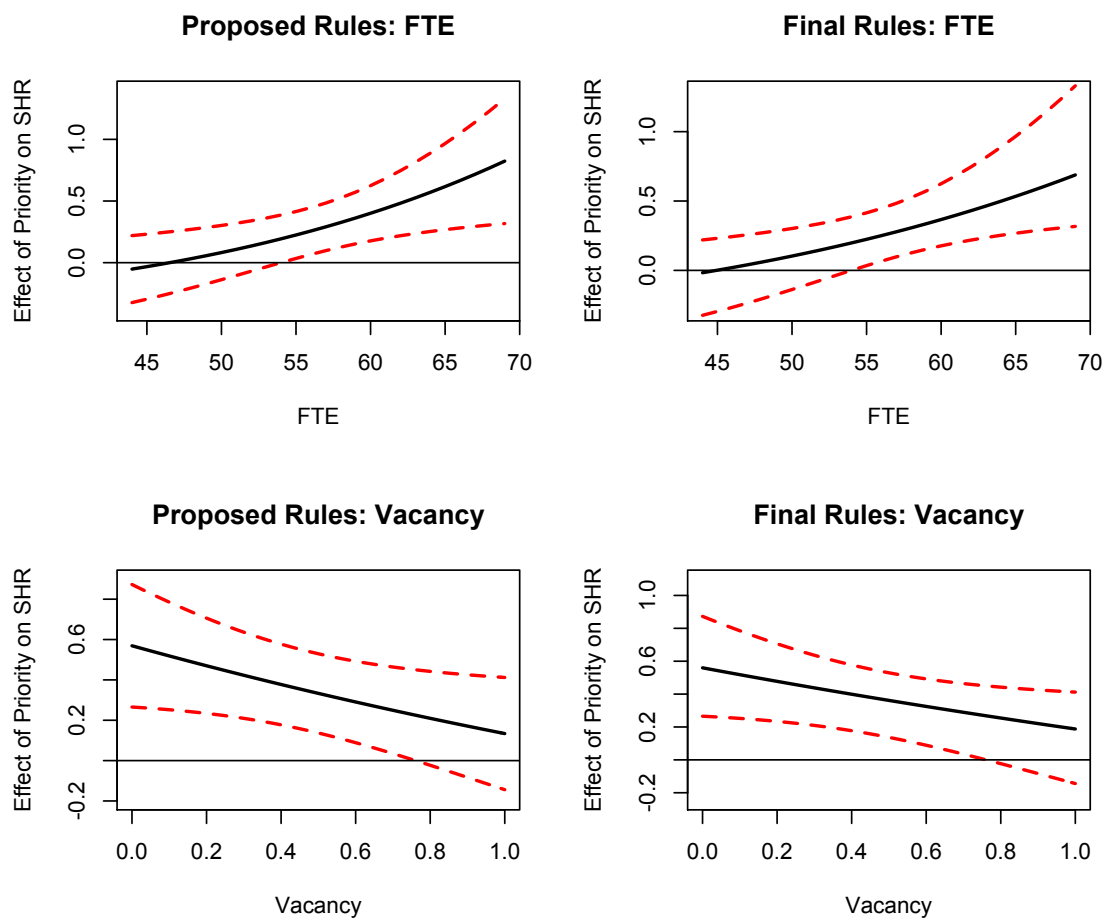 Proposed Rules: FTE
Effect of Priority on SHR
0.0 0.5 1.0
45 50 55 60 65 70
FTE
Final Rules: FTE
Effect of Priority on SHR
0.0 0.5 1.0
45 50 55 60 65 70
FTE
Proposed Rules: Vacancy
Effect of Priority on SHR
-0.2 0.2 0.6
0.0 0.2 0.4 0.6 0.8 1.0
Vacancy
Final Rules: Vacancy
Effect of Priority on SHR
-0.2 0.2 0.6 1.0
0.0 0.2 0.4 0.6 0.8 1.0
Vacancy